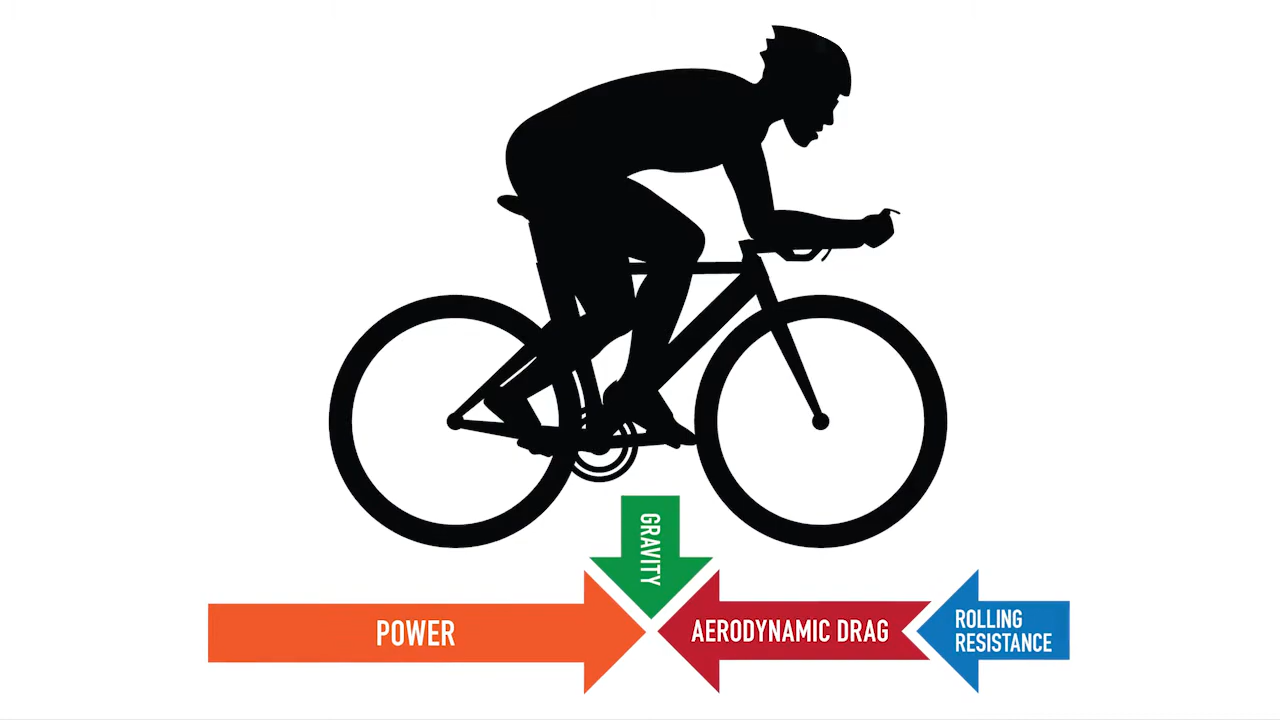 GRAVITY
POWER
AERODYNAMIC DRAG
ROLLING
RESISTANCE